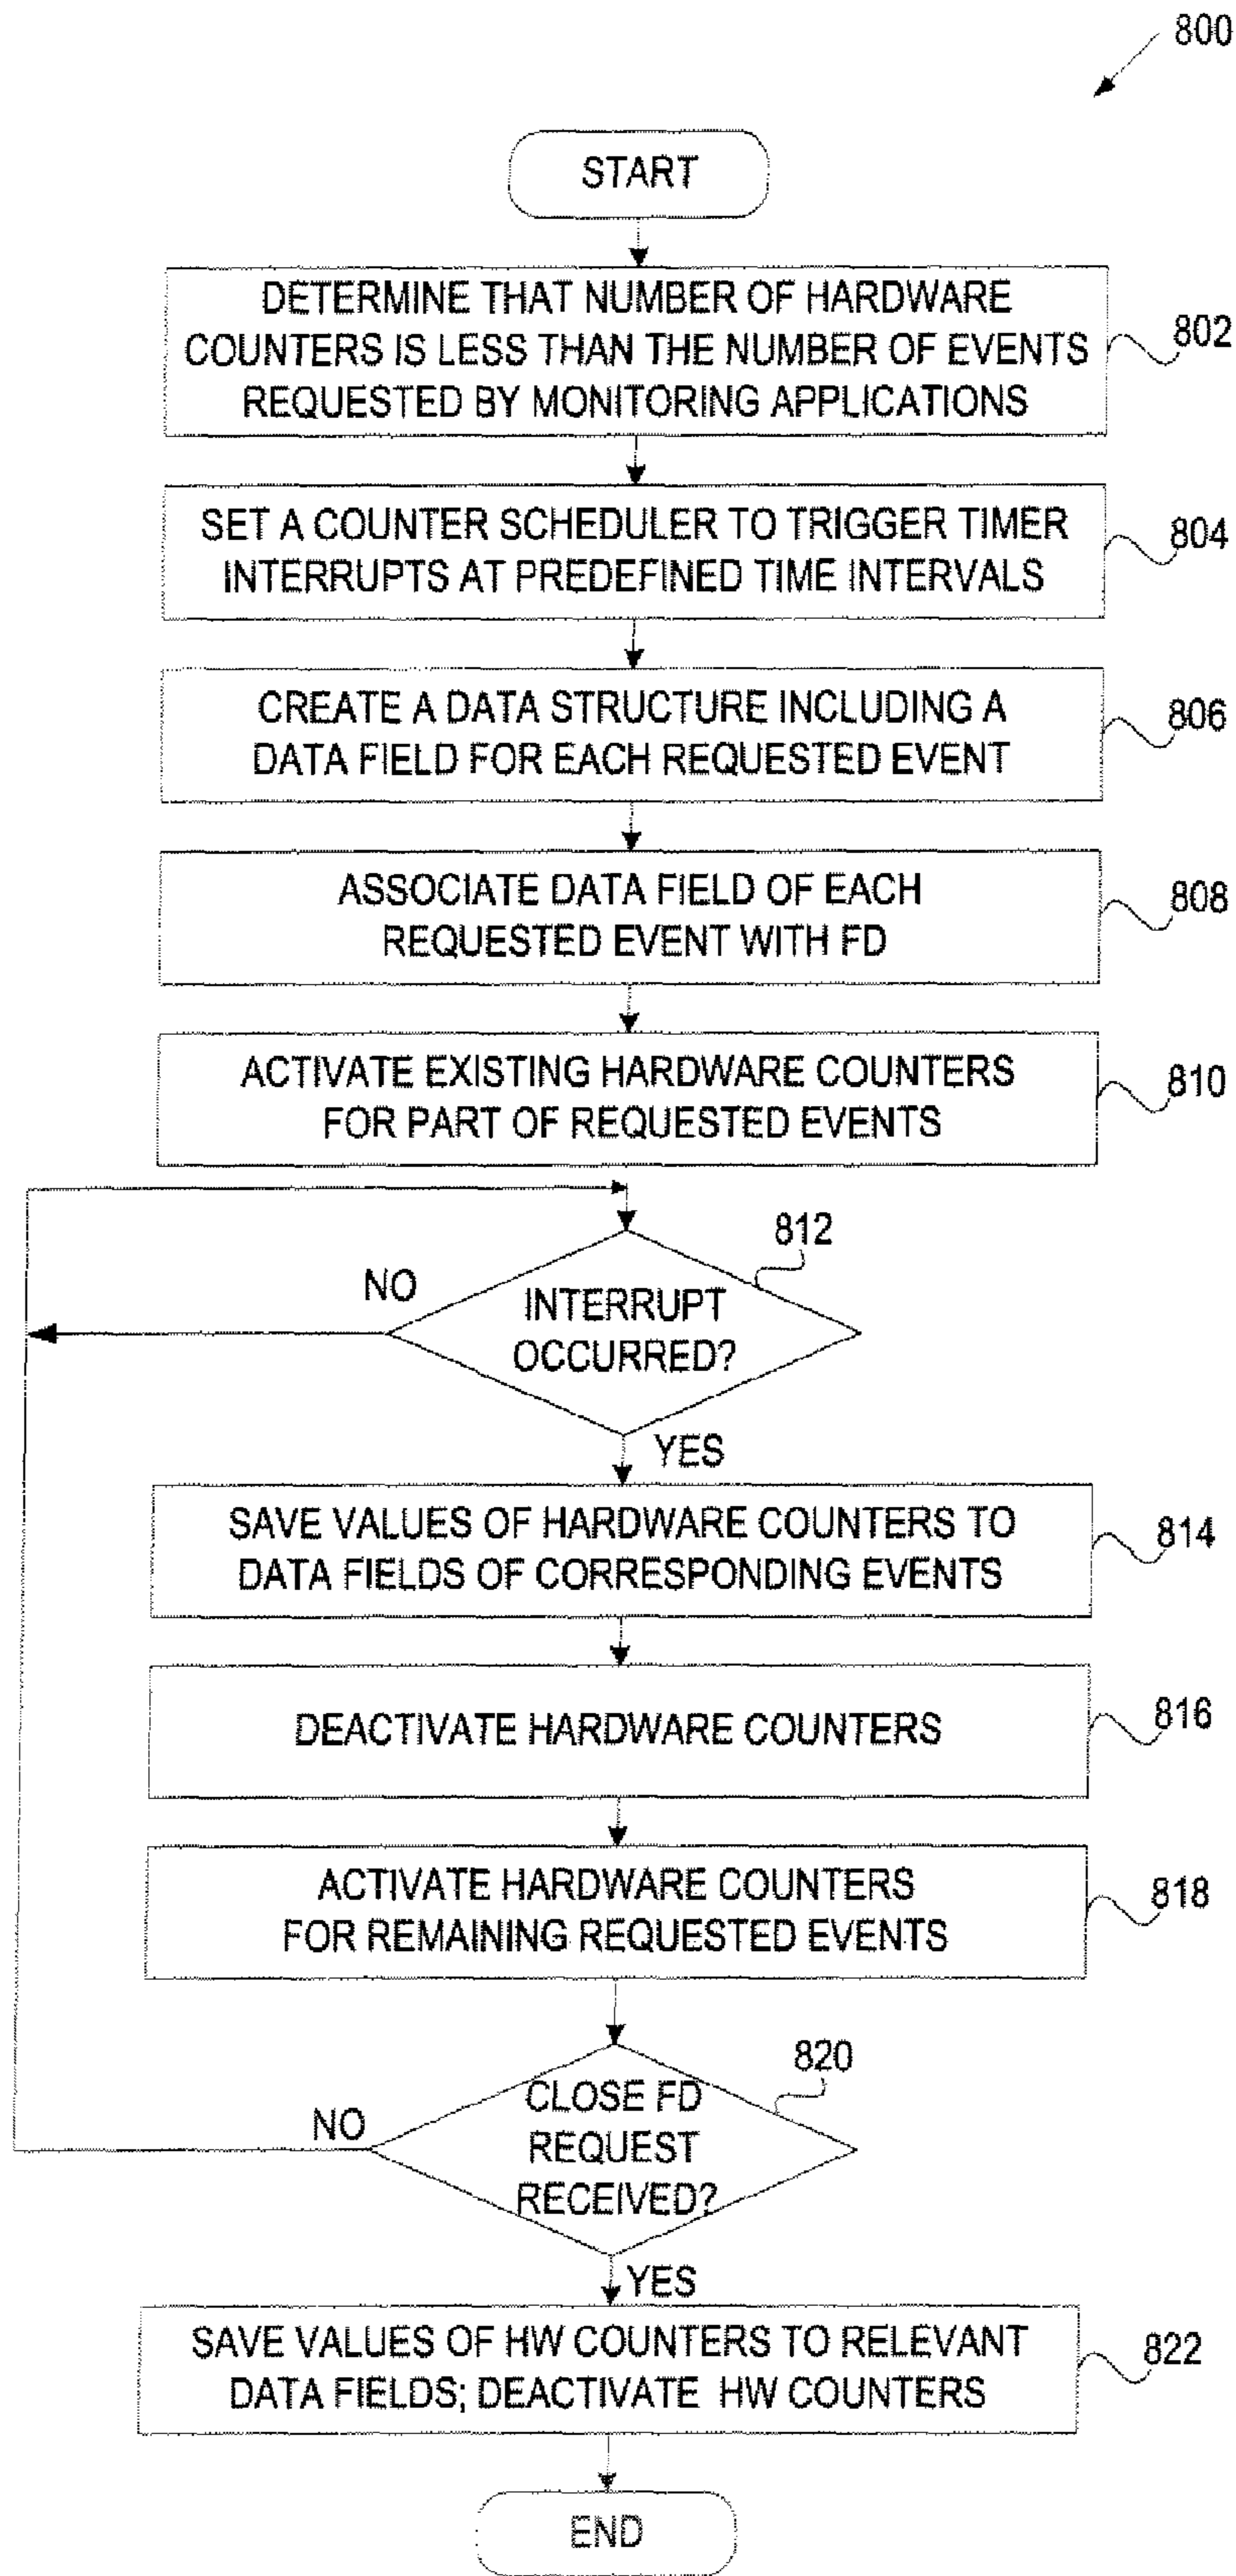 800
START
DETERMINE THAT NUMBER OF HARDWARE
COUNTERS IS LESS THAN THE NUMBER OF EVENTS
REQUESTED BY MONITORING APPLICATIONS
802
SET A COUNTER SCHEDULER TO TRIGGER TIMER
INTERRUPTS AT PREDEFINED TIME INTERVALS
804
CREATE A DATA STRUCTURE INCLUDING A
DATA FIELD FOR EACH REQUESTED EVENT
806
ASSOCIATE DATA FIELD OF EACH
REQUESTED EVENT WITH FD
808
ACTIVATE EXISTING HARDWARE COUNTERS
FOR PART OF REQUESTED EVENTS
810
812
NO
INTERRUPT
OCCURRED?
YES
SAVE VALUES OF HARDWARE COUNTERS TO
DATA FIELDS OF CORRESPONDING EVENTS
814
DEACTIVATE HARDWARE COUNTERS
816
ACTIVATE HARDWARE COUNTERS
FOR REMAINING REQUESTED EVENTS
818
820
NO
CLOSE FD
REQUEST
RECEIVED?
YES
SAVE VALUES OF HW COUNTERS TO RELEVANT
DATA FIELDS; DEACTIVATE HW COUNTERS
822
END